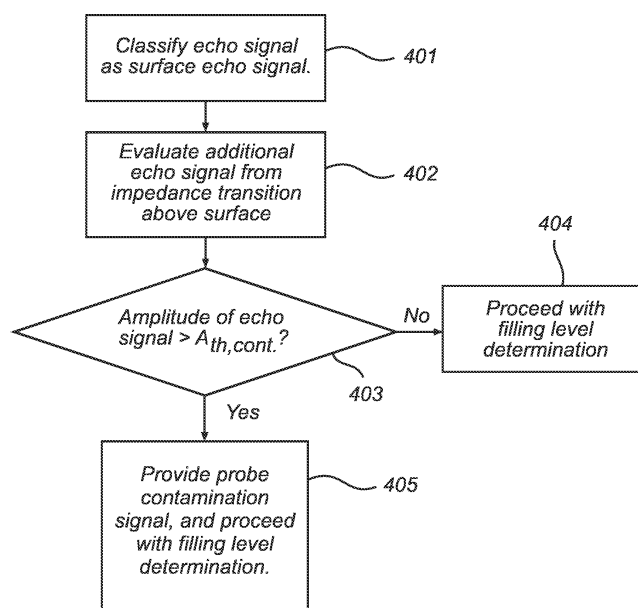 Classify echo signal
as surface echo signal.
401
Evaluate additional
echo signal from
impedance transition
above surface
402
404
Amplitude of echo
signal > Ath,cont.?
403
No
Proceed with
filling level
determination
Yes
Provide probe
contamination
signal, and proceed
with filling level
determination.
405